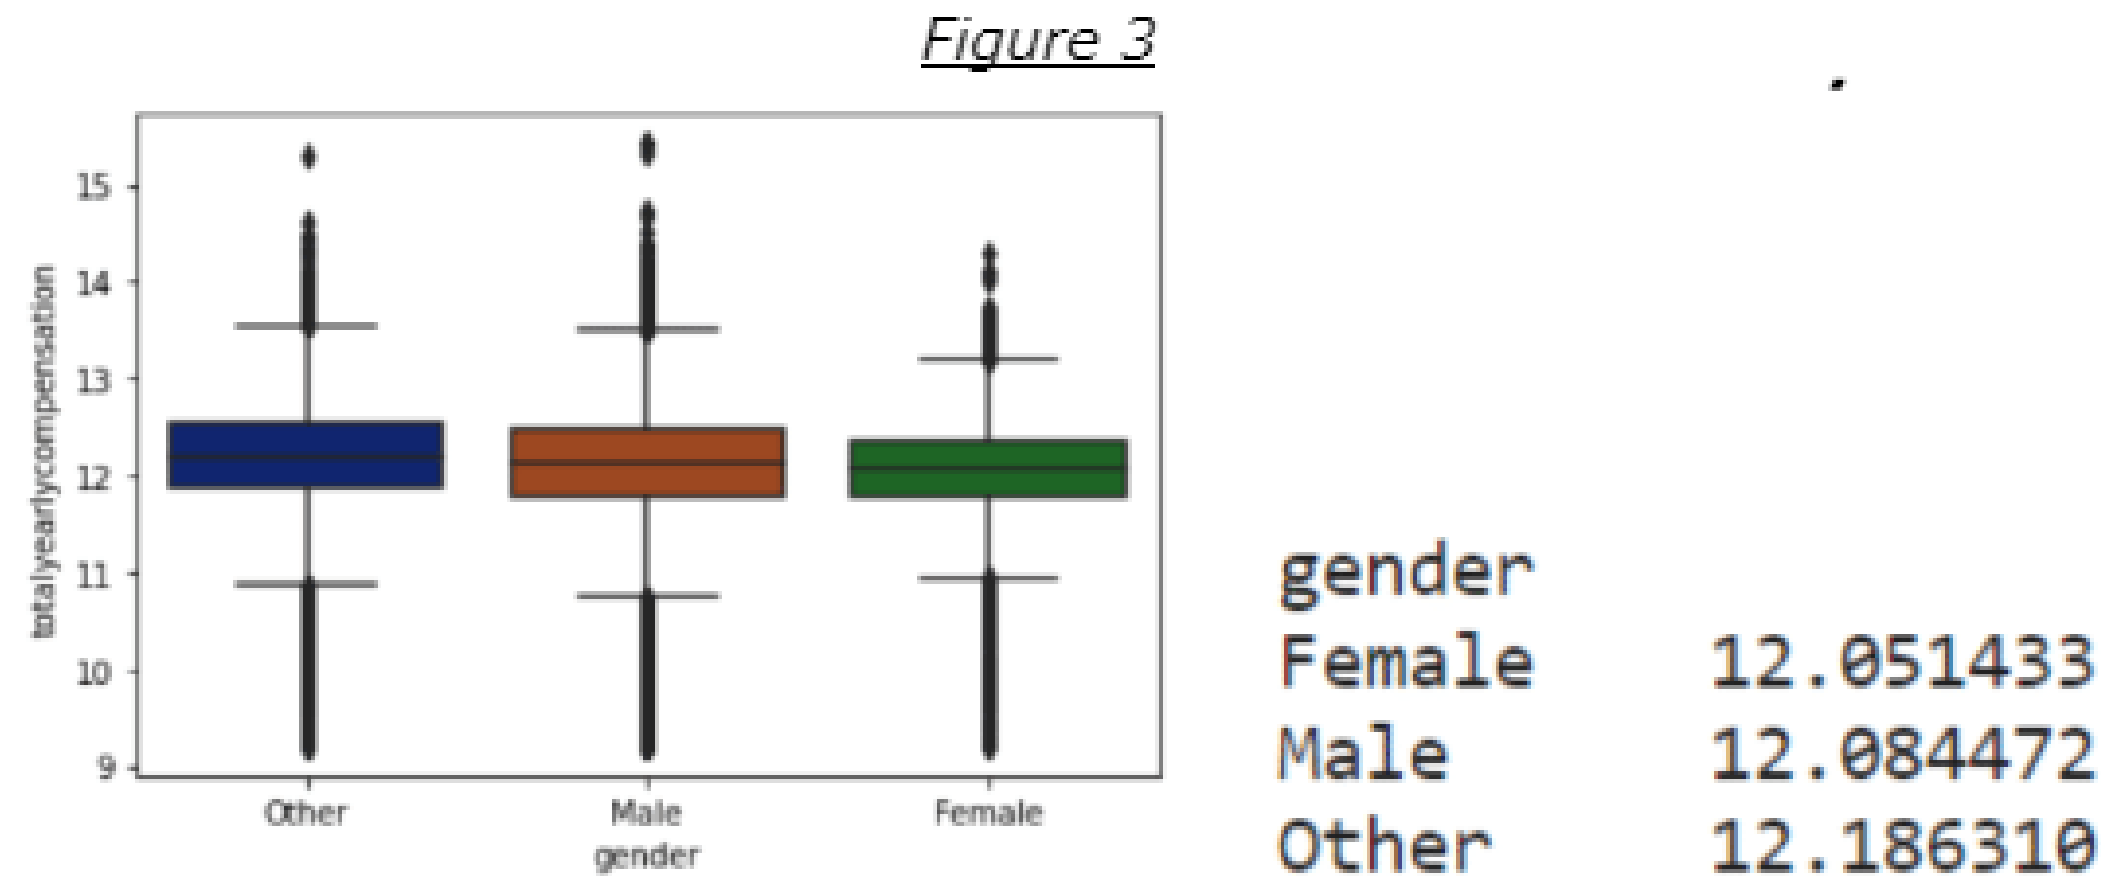 Figure 3
totalyearlycompensation
15
14
13
12
11
10
9
Other Male Female
gender
gender
Female 12.051433
Male 12.084472
Other 12.186310